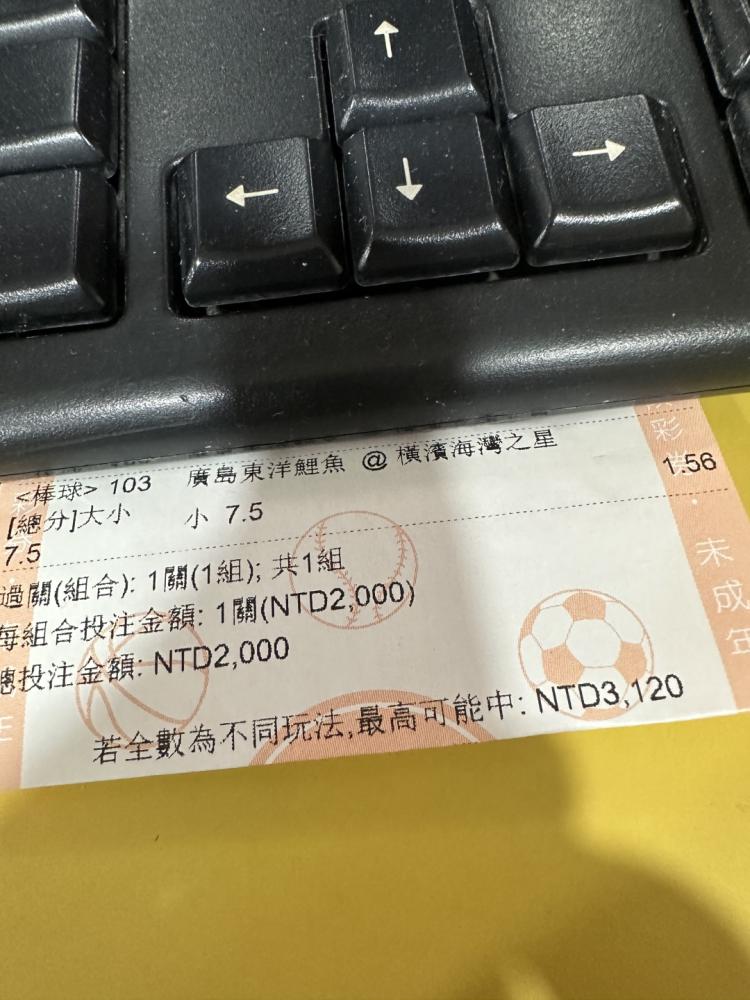 ↑
← ↓ →
<棒球> 103 廣島東洋鯉魚 @ 橫濱海灣之星
[總分]大小 小 7.5 1.56
7.5
過關(組合): 1關(1組); 共1組
每組合投注金額: 1關(NTD2,000)
總投注金額: NTD2,000
若全數為不同玩法,最高可能中: NTD3,120
彩
未成年